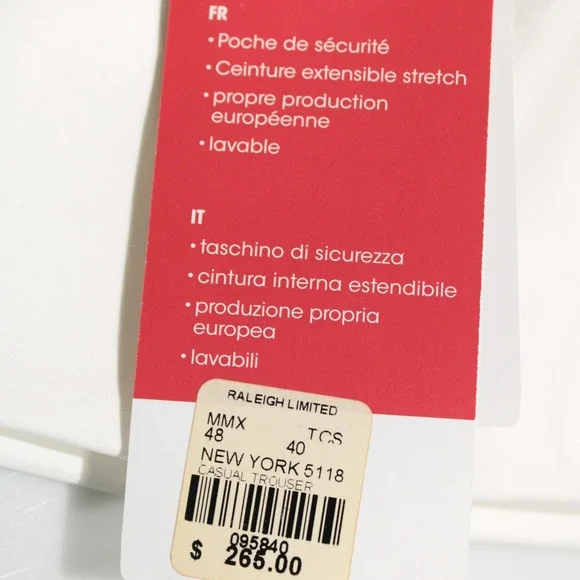 FR
• Poche de sécurité
• Ceinture extensible stretch
• propre production
européenne
• lavable
IT
• taschino di sicurezza
• cintura interna estendibile
• produzione propria
europea
• lavabili
RALEIGH LIMITED
MMX TCS
48 40
NEW YORK 5118
CASUAL TROUSER
095840
$ 265.00